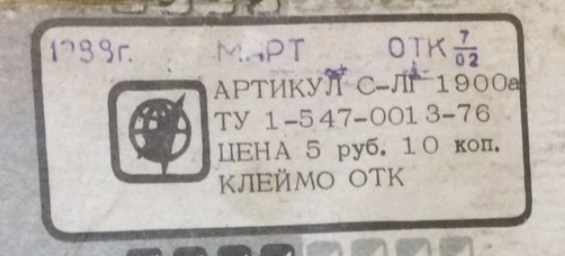 МАРТ ОТК 7/02
АРТИКУЛ С-ЛГ 1900а
ТУ 1-547-0013-76
ЦЕНА 5 руб. 10 коп.
КЛЕЙМО ОТК